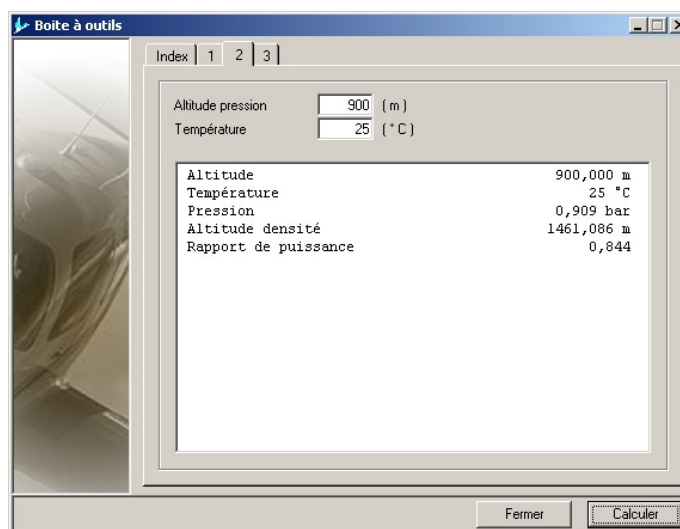 Boite à outils
Index 1 2 3
Altitude pression 900 (m)
Température 25 (°C)
Altitude 900,000 m
Température 25 °C
Pression 0,909 bar
Altitude densité 1461,086 m
Rapport de puissance 0,844
Fermer Calculer